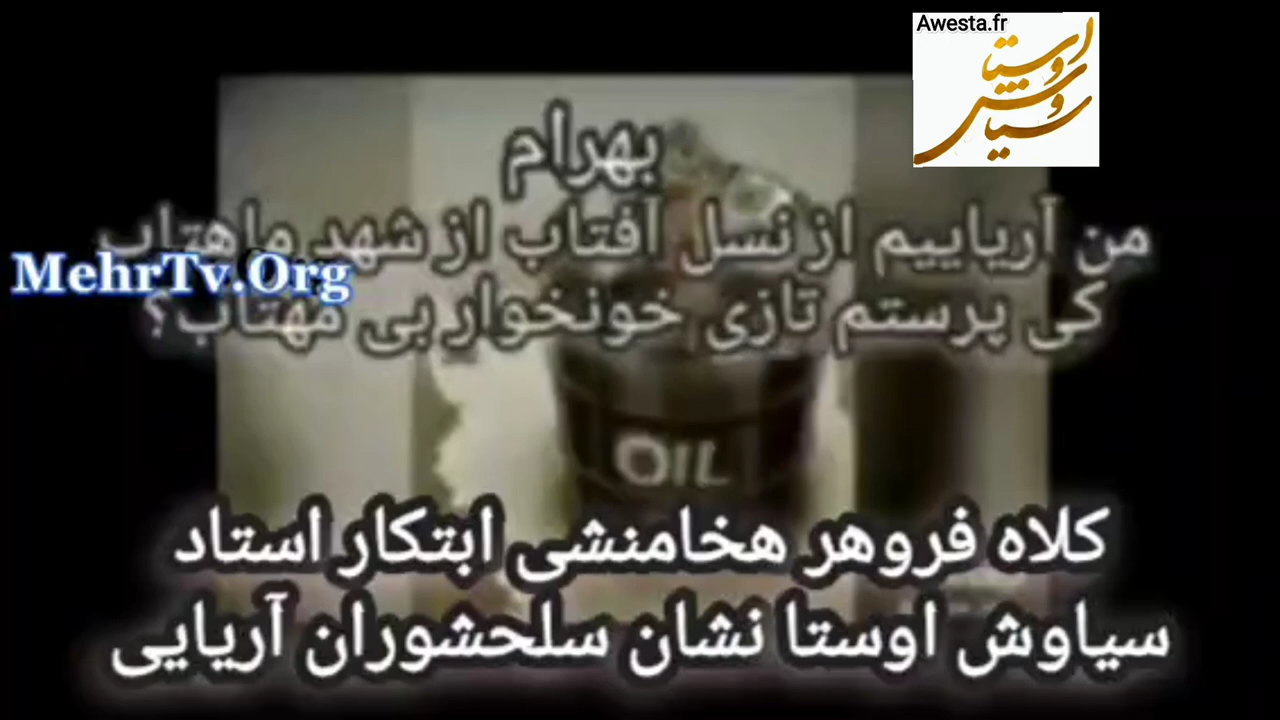 Awesta.fr
سیاوش اوستا
بهرام
من آریاییم از نسل آفتاب از شهد ماهتاب
MehrTv.Org
کی پرستم تازی خونخوار بی مهتاب؟
OIL
کلاه فروهر هخامنشی ابتکار استاد
سیاوش اوستا نشان سلحشوران آریایی